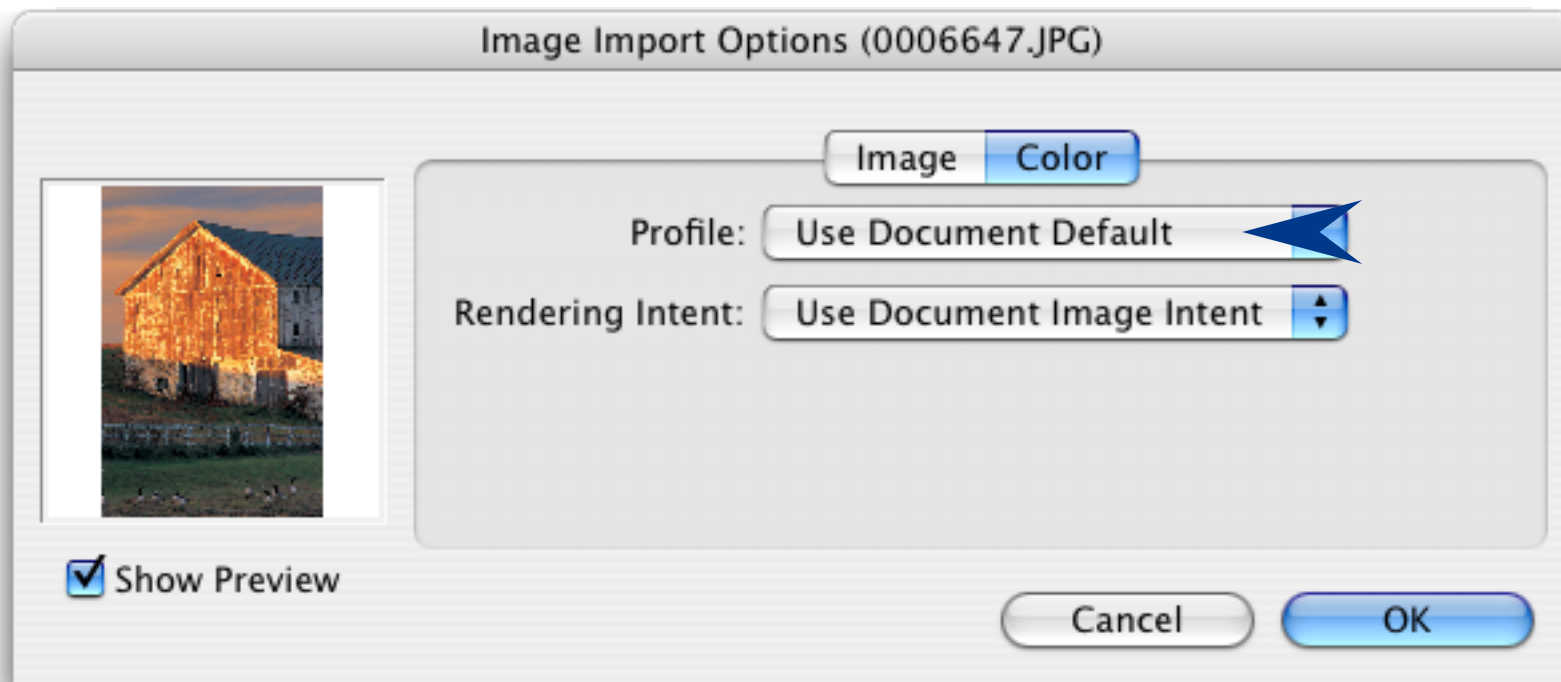 Image Import Options (0006647.JPG)
Image Color
Profile: Use Document Default
Rendering Intent: Use Document Image Intent
Show Preview
Cancel OK